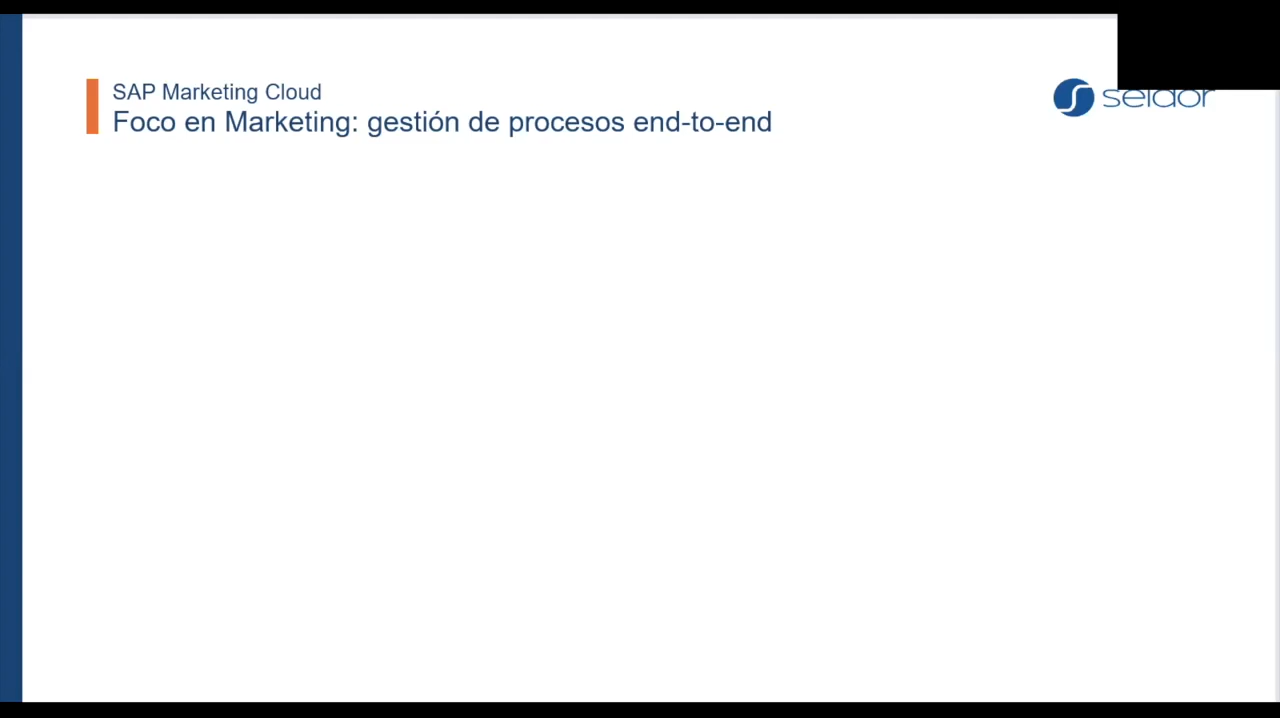 SAP Marketing Cloud
Foco en Marketing: gestión de procesos end-to-end
seidor